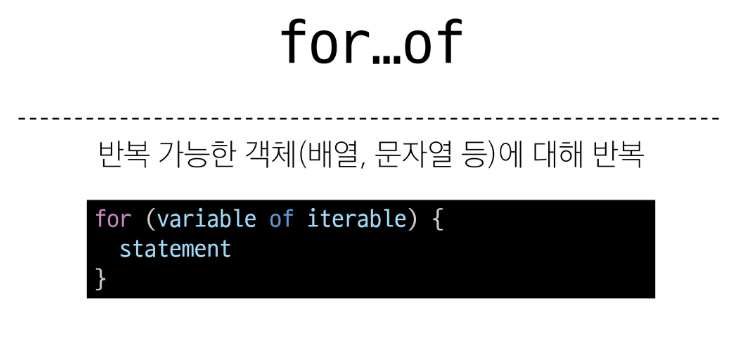 for…of
반복 가능한 객체(배열, 문자열 등)에 대해 반복
for (variable of iterable) {
  statement
}